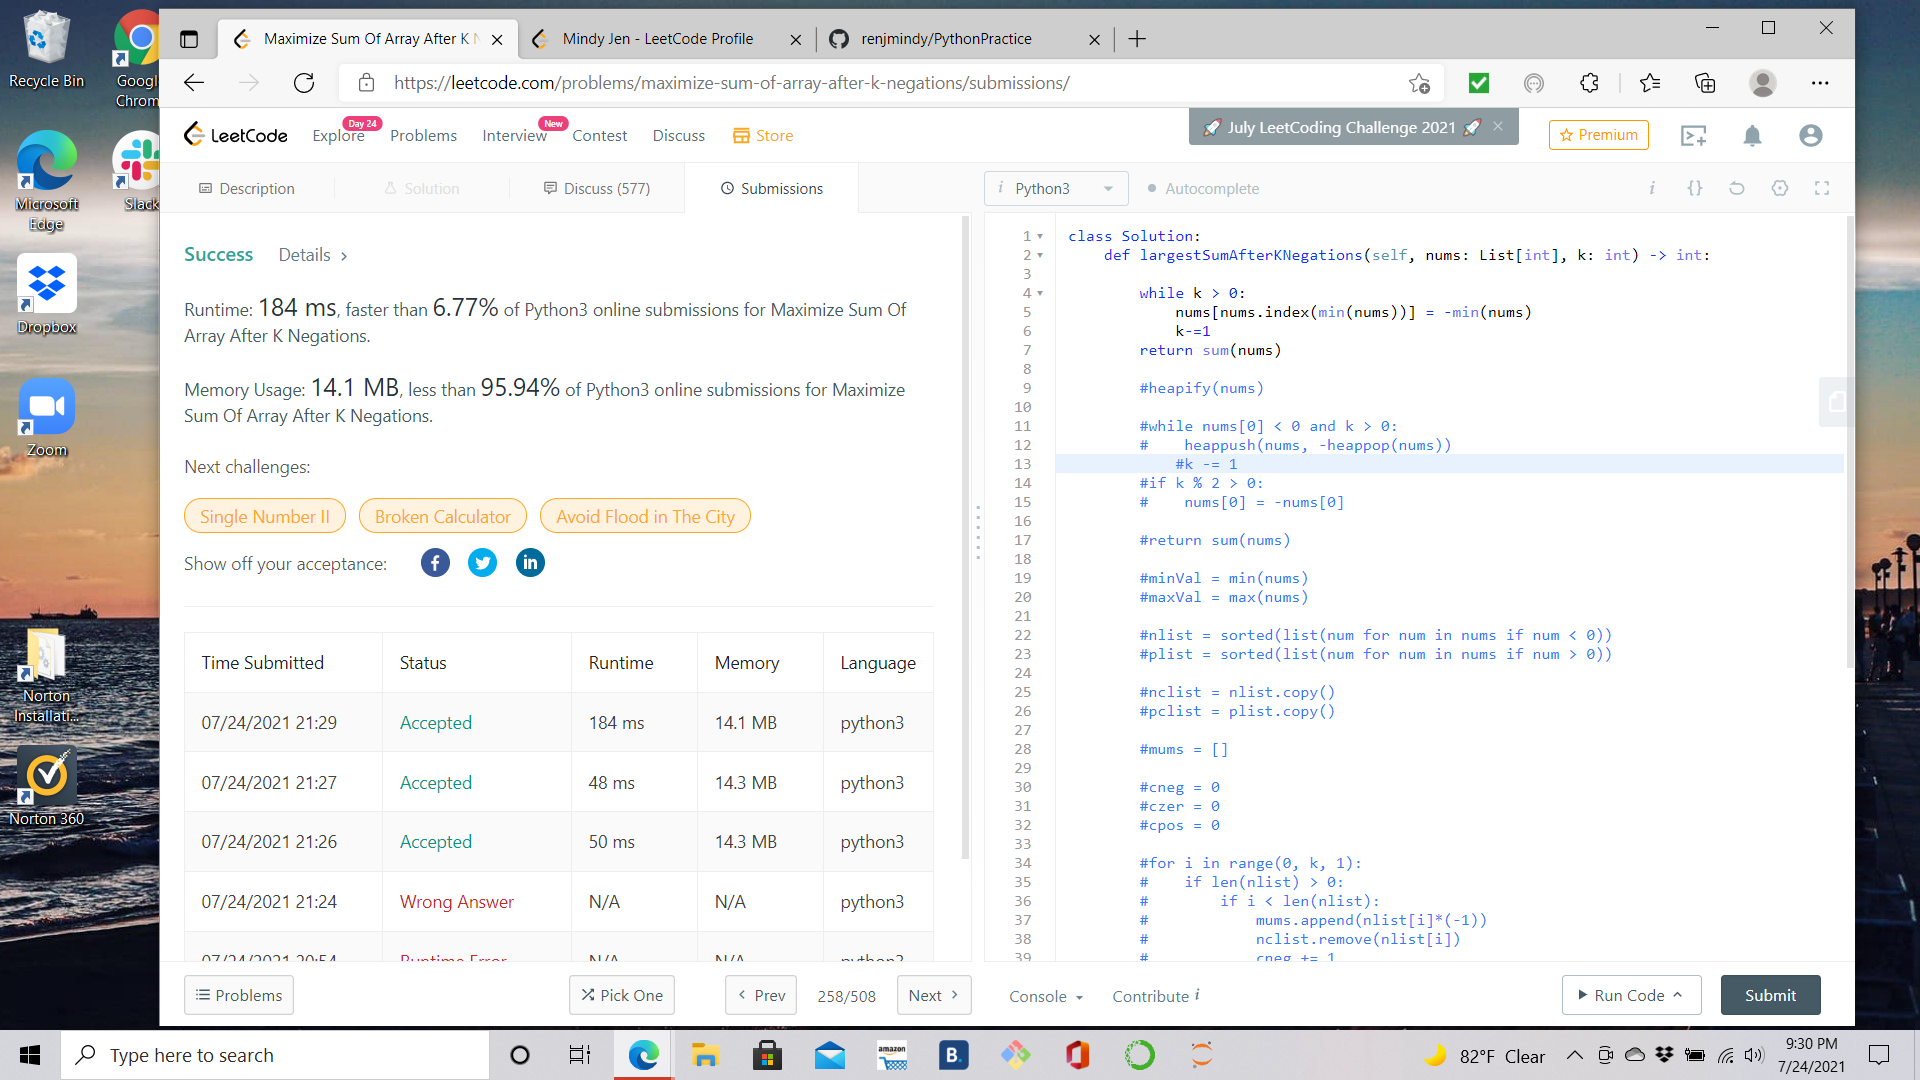 Recycle Bin
Googl
Chrom
Microsoft
Edge
Slack
Dropbox
Zoom
Norton
Installati...
Norton 360
Maximize Sum Of Array After K N
Mindy Jen - LeetCode Profile
renjmindy/PythonPractice
https://leetcode.com/problems/maximize-sum-of-array-after-k-negations/submissions/
LeetCode
Explore
Day 24
Problems
Interview
New
Contest
Discuss
Store
July LeetCoding Challenge 2021
Premium
Description
Solution
Discuss (577)
Submissions
i Python3
Autocomplete
i {}
Success
Details
Runtime: 184 ms, faster than 6.77% of Python3 online submissions for Maximize Sum Of
Array After K Negations.
Memory Usage: 14.1 MB, less than 95.94% of Python3 online submissions for Maximize
Sum Of Array After K Negations.
Next challenges:
Single Number II
Broken Calculator
Avoid Flood in The City
Show off your acceptance:
Time Submitted Status Runtime Memory Language
07/24/2021 21:29 Accepted 184 ms 14.1 MB python3
07/24/2021 21:27 Accepted 48 ms 14.3 MB python3
07/24/2021 21:26 Accepted 50 ms 14.3 MB python3
07/24/2021 21:24 Wrong Answer N/A N/A python3
07/24/2021 20:54 Runtime Error N/A N/A python3
1 class Solution:
2 def largestSumAfterKNegations(self, nums: List[int], k: int) -> int:
3
4 while k > 0:
5 nums[nums.index(min(nums))] = -min(nums)
6 k-=1
7 return sum(nums)
8
9 #heapify(nums)
10
11 #while nums[0] < 0 and k > 0:
12 # heappush(nums, -heappop(nums))
13 #k -= 1
14 #if k % 2 > 0:
15 # nums[0] = -nums[0]
16
17 #return sum(nums)
18
19 #minVal = min(nums)
20 #maxVal = max(nums)
21
22 #nlist = sorted(list(num for num in nums if num < 0))
23 #plist = sorted(list(num for num in nums if num > 0))
24
25 #nclist = nlist.copy()
26 #pclist = plist.copy()
27
28 #mums = []
29
30 #cneg = 0
31 #czer = 0
32 #cpos = 0
33
34 #for i in range(0, k, 1):
35 # if len(nlist) > 0:
36 # if i < len(nlist):
37 # mums.append(nlist[i]*(-1))
38 # nclist.remove(nlist[i])
39 # cneg += 1
Problems
Pick One
Prev
258/508
Next
Console
Contribute i
Run Code
Submit
Type here to search
amazon
B.
82°F Clear
9:30 PM
7/24/2021